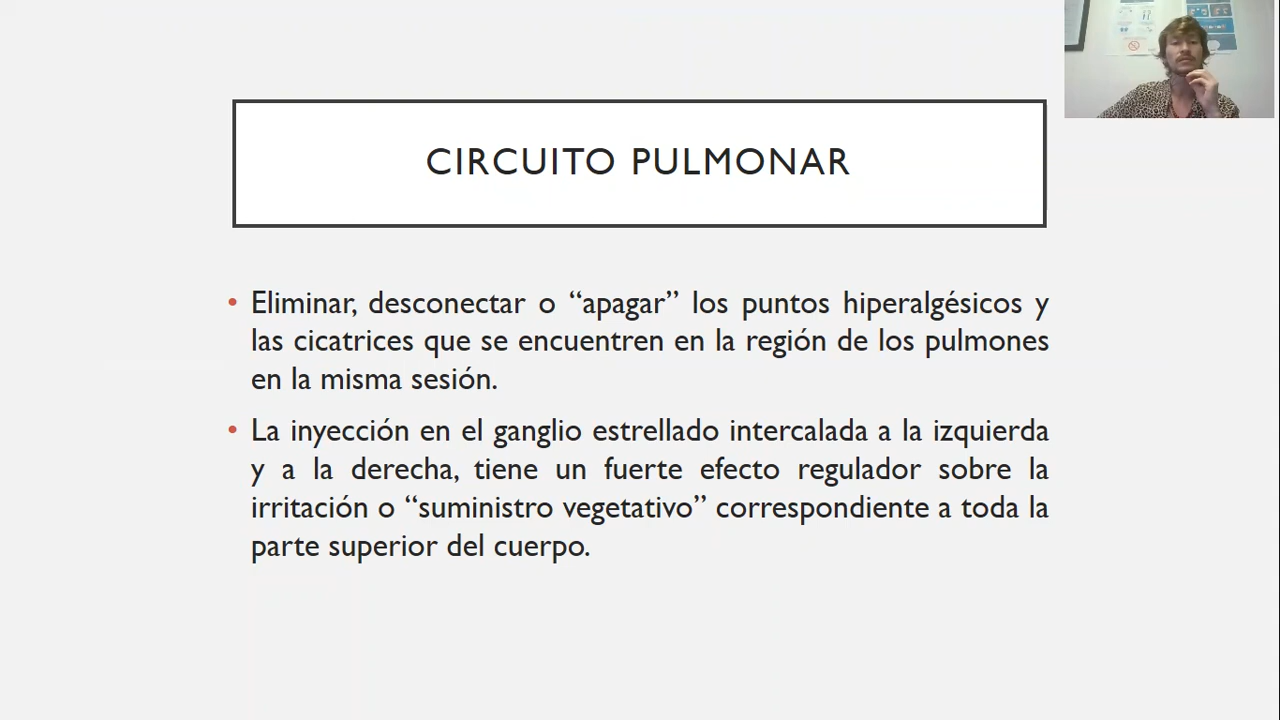 CIRCUITO PULMONAR
• Eliminar, desconectar o “apagar” los puntos hiperalgésicos y
las cicatrices que se encuentren en la región de los pulmones
en la misma sesión.
• La inyección en el ganglio estrellado intercalada a la izquierda
y a la derecha, tiene un fuerte efecto regulador sobre la
irritación o “suministro vegetativo” correspondiente a toda la
parte superior del cuerpo.